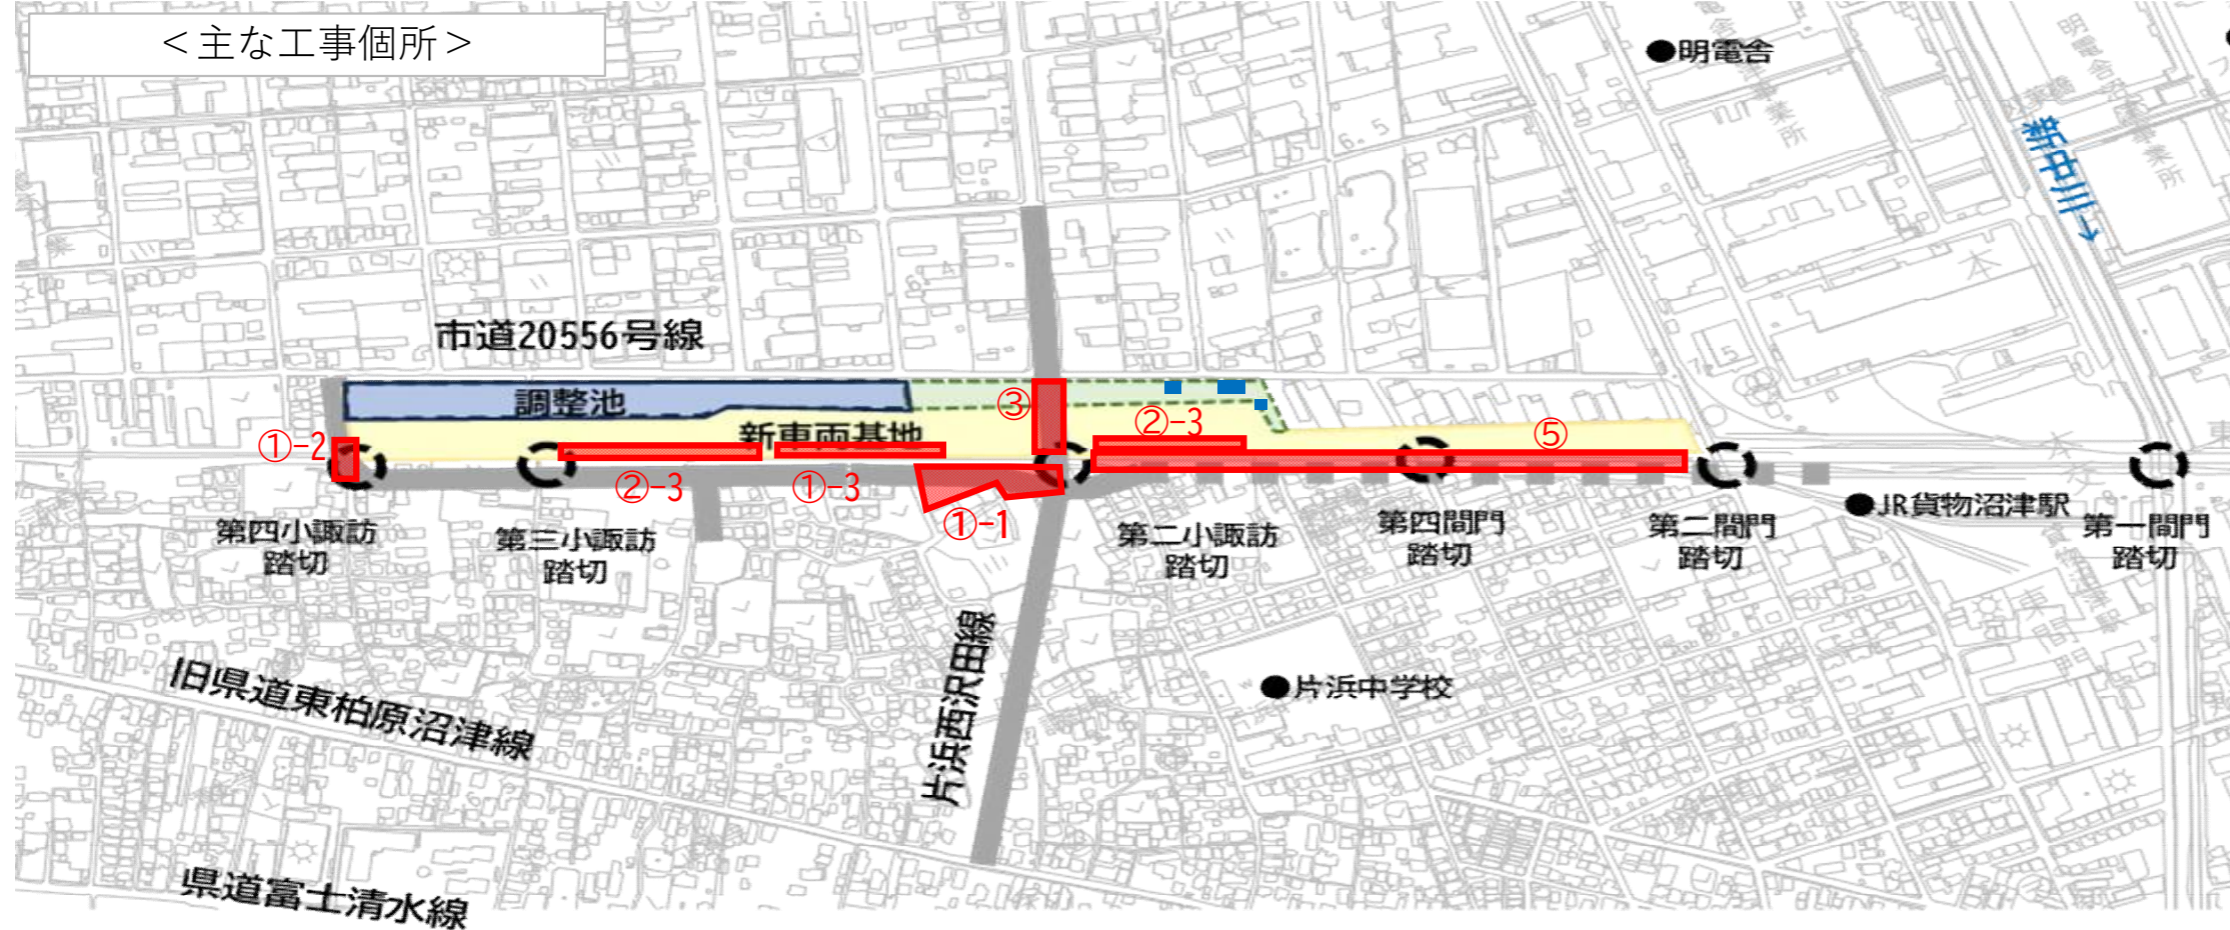 ＜主な工事個所＞
●明電舎
新中川→
市道20556号線
調整池
③
②-3
新車両基地
⑤
①-2
②-3
①-3
①-1
第四小諏訪
踏切
第三小諏訪
踏切
第二小諏訪
踏切
第四間門
踏切
第二間門
踏切
●JR貨物沼津駅
第一間門
踏切
片浜西沢田線
●片浜中学校
旧県道東柏原沼津線
県道富士清水線